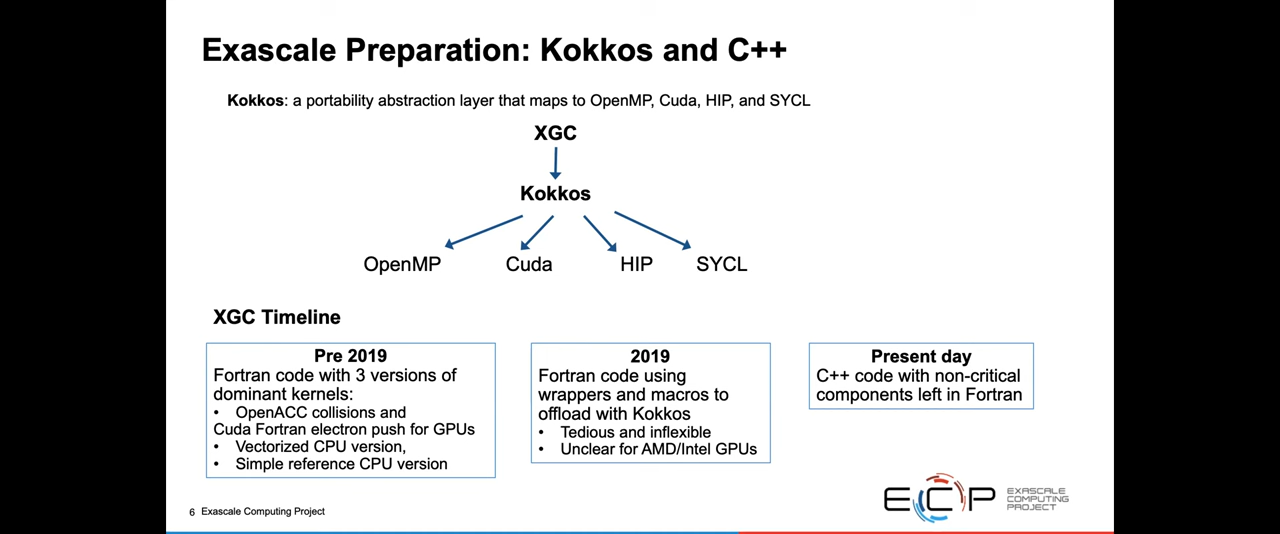 Exascale Preparation: Kokkos and C++
Kokkos: a portability abstraction layer that maps to OpenMP, Cuda, HIP, and SYCL
XGC
Kokkos
OpenMP
Cuda
HIP
SYCL
XGC Timeline
Pre 2019
Fortran code with 3 versions of
dominant kernels:
• OpenACC collisions and
Cuda Fortran electron push for GPUs
• Vectorized CPU version,
• Simple reference CPU version
2019
Fortran code using
wrappers and macros to
offload with Kokkos
• Tedious and inflexible
• Unclear for AMD/Intel GPUs
Present day
C++ code with non-critical
components left in Fortran
ECP
EXASCALE
COMPUTING
PROJECT
6 Exascale Computing Project